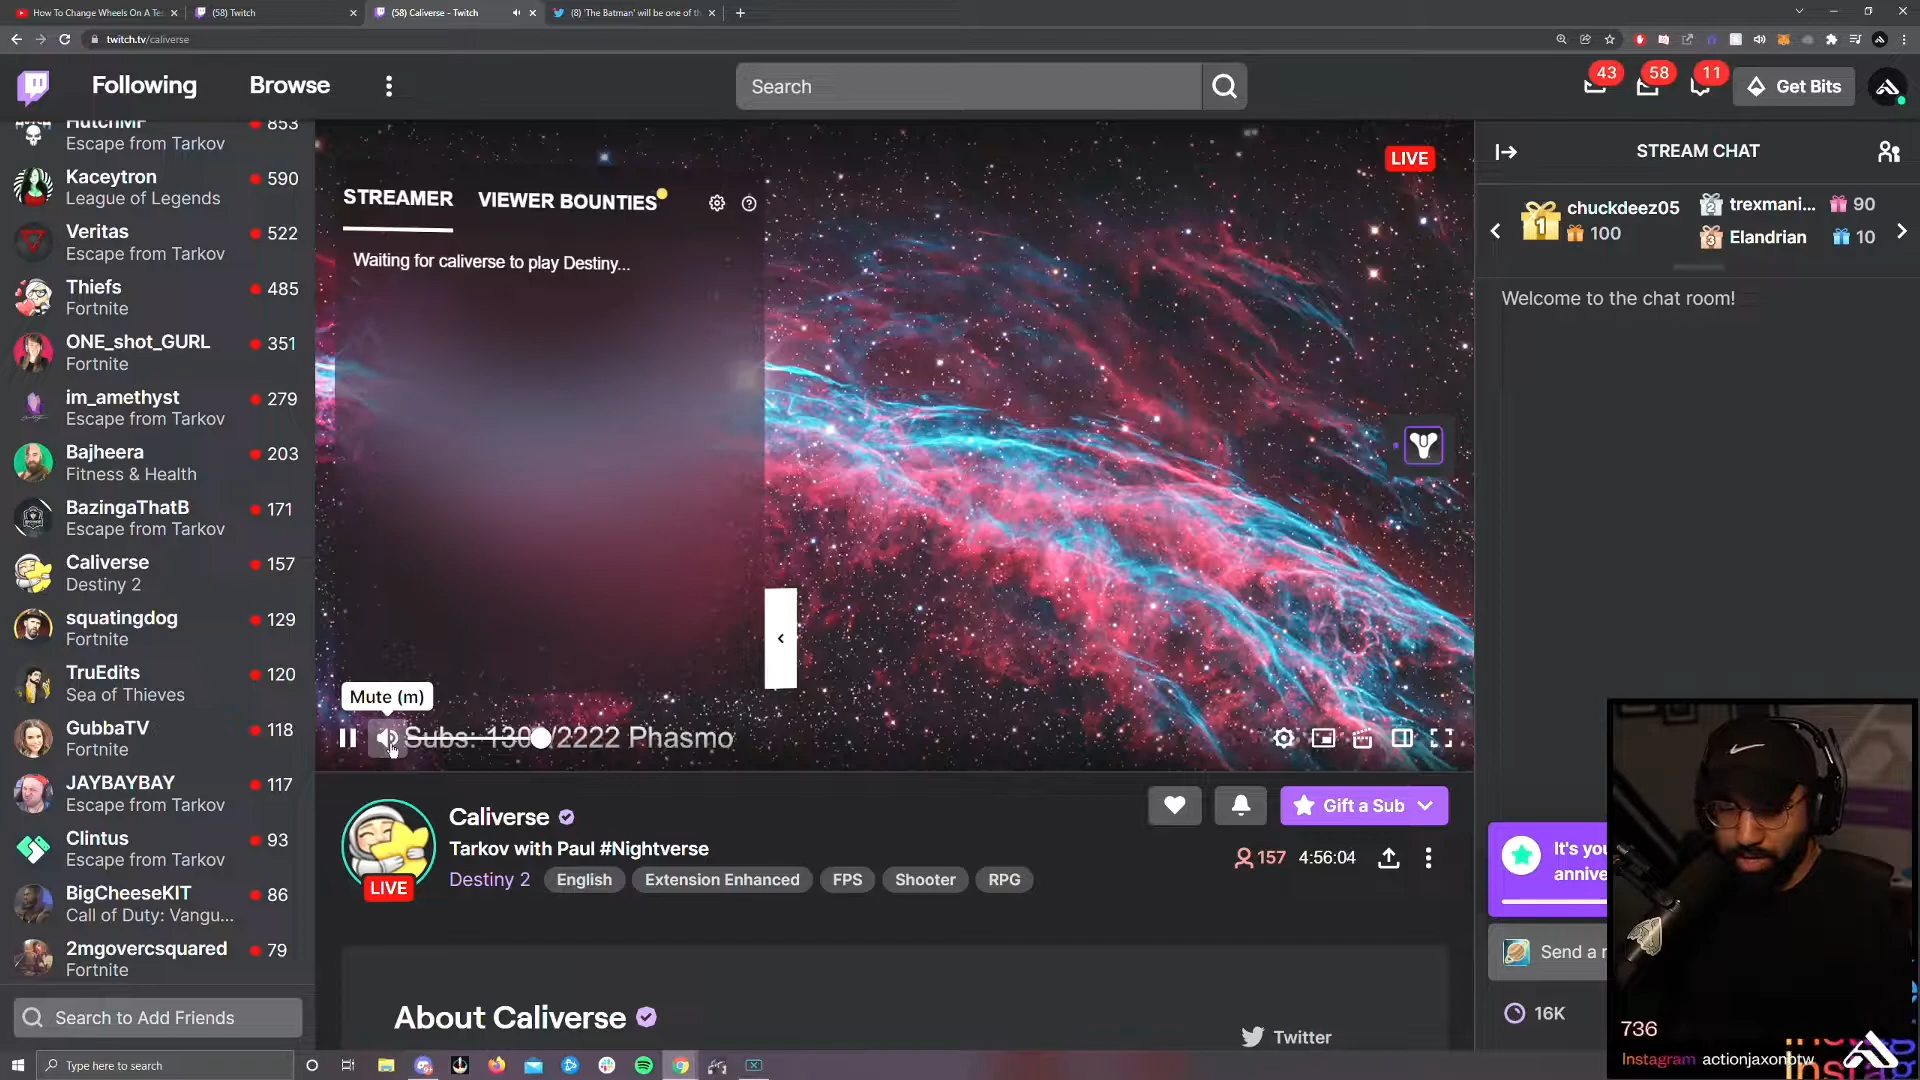 How To Change Wheels On A Te
(58) Twitch
(58) Caliverse - Twitch
(8) 'The Batman' will be one of th
twitch.tv/caliverse
Following
Browse
Search
43
58
11
Get Bits
HutchMF
853
Escape from Tarkov
Kaceytron
590
League of Legends
Veritas
522
Escape from Tarkov
Thiefs
485
Fortnite
ONE_shot_GURL
351
Fortnite
im_amethyst
279
Escape from Tarkov
Bajheera
203
Fitness & Health
BazingaThatB
171
Escape from Tarkov
Caliverse
157
Destiny 2
squatingdog
129
Fortnite
TruEdits
120
Sea of Thieves
GubbaTV
118
Fortnite
JAYBAYBAY
117
Escape from Tarkov
Clintus
93
Escape from Tarkov
BigCheeseKIT
86
Call of Duty: Vangu...
2mgovercsquared
79
Fortnite
Search to Add Friends
LIVE
STREAMER
VIEWER BOUNTIES
Waiting for caliverse to play Destiny...
Mute (m)
Subs: 130 /2222 Phasmo
Caliverse
Tarkov with Paul #Nightverse
Destiny 2
English
Extension Enhanced
FPS
Shooter
RPG
LIVE
Gift a Sub
157
4:56:04
About Caliverse
Twitter
STREAM CHAT
1
chuckdeez05
100
2
trexmani...
90
3
Elandrian
10
Welcome to the chat room!
It's you
annive
Send a
16K
736
Instagram actionjaxonotw
Type here to search